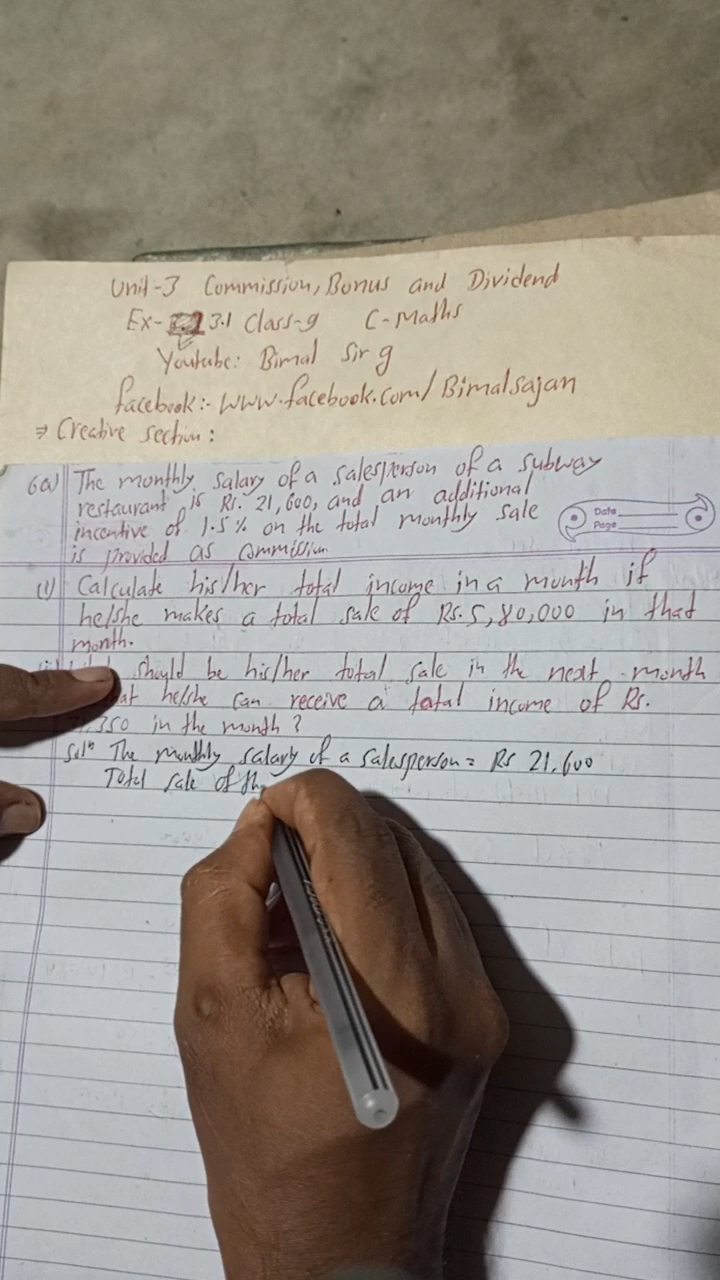 Unit-3 Commission, Bonus and Dividend
Ex- 3.1 Class-9 C-Maths
Youtube: Bimal Sir g
facebook:- www.facebook.com/Bimalsajan
⇒ Creative section:
6a) The monthly salary of a salesperson of a subway
restaurant is Rs. 21,600, and an additional
incentive of 1.5% on the total monthly sale
is provided as commission
Date
Page
(i) Calculate his/her total income in a month if
he/she makes a total sale of Rs. 5,80,000 in that
month.
should be his/her total sale in the next month
he/she can receive a total income of Rs.
350 in the month?
Solⁿ The monthly salary of a salesperson = Rs 21,600
Total sale of